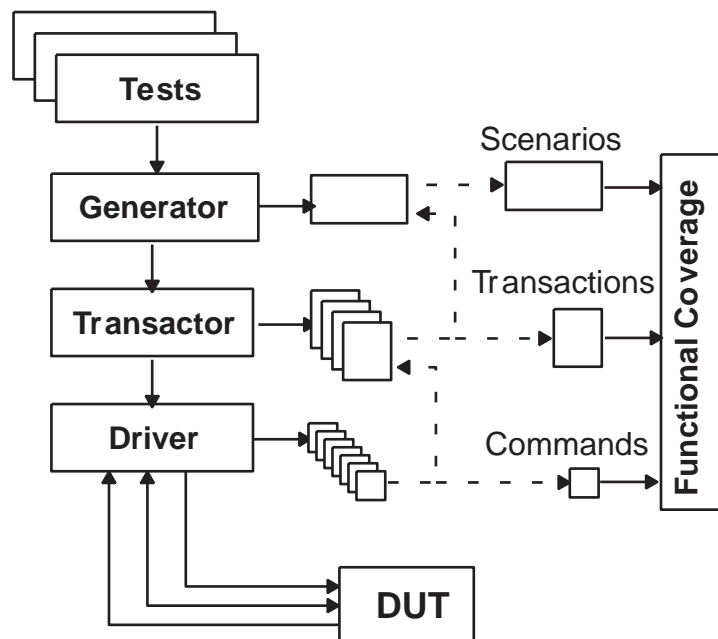 Tests
Scenarios
Generator
Functional Coverage
Transactions
Transactor
Driver
Commands
DUT